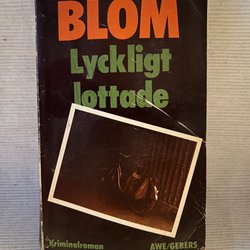 BLOM
Lyckligt
lottade
Kriminalroman
AWE/GEBERS